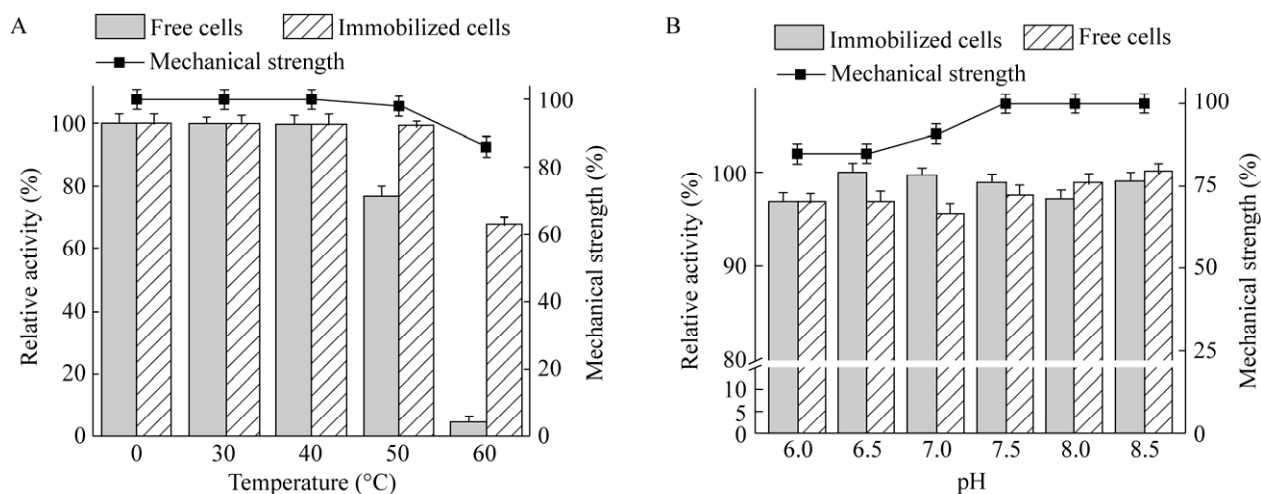 A
Free cells
Immobilized cells
Mechanical strength
Relative activity (%)
100
80
60
40
20
0
100
80
60
40
20
0
Mechanical strength (%)
0 30 40 50 60
Temperature (°C)
B
Immobilized cells
Free cells
Mechanical strength
Relative activity (%)
100
90
80
10
5
0
100
75
50
25
0
Mechanical strength (%)
6.0 6.5 7.0 7.5 8.0 8.5
pH